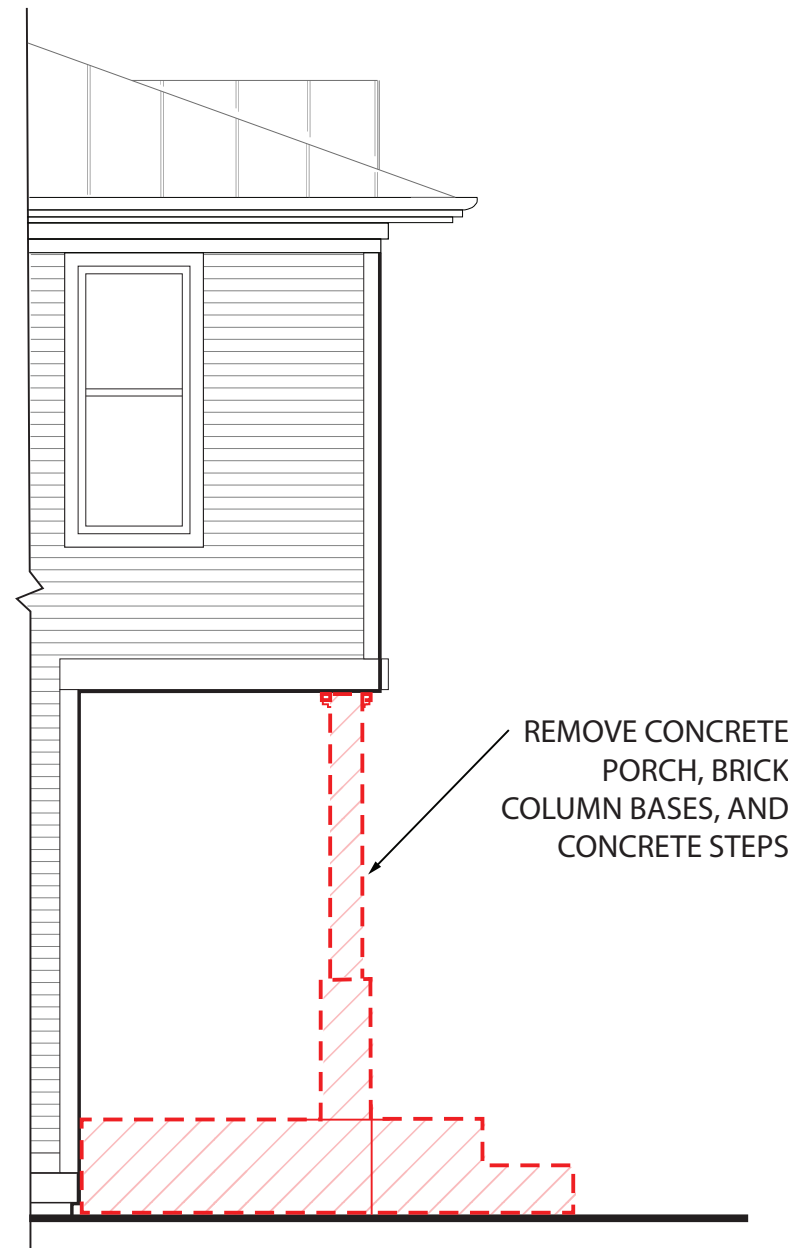 REMOVE CONCRETE
PORCH, BRICK
COLUMN BASES, AND
CONCRETE STEPS